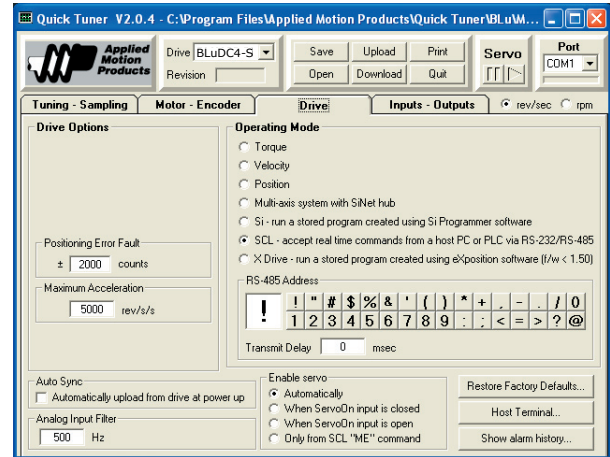 Quick Tuner V2.0.4 - C:\Program Files\Applied Motion Products\Quick Tuner\BLu\M...
Applied
Motion
Products
Drive BLuDC4-S
Revision
Save Upload Print
Open Download Quit
Servo
Port
COM1
Tuning - Sampling Motor - Encoder Drive Inputs - Outputs rev/sec rpm
Drive Options
Positioning Error Fault
± 2000 counts
Maximum Acceleration
5000 rev/s/s
Operating Mode
Torque
Velocity
Position
Multi-axis system with SiNet hub
Si - run a stored program created using Si Programmer software
SCL - accept real time commands from a host PC or PLC via RS-232/RS-485
X Drive - run a stored program created using eXposition software (f/w < 1.50)
RS-485 Address
!
! " # $ % & ' ( ) * + , - . / 0
1 2 3 4 5 6 7 8 9 : ; < = > ? @
Transmit Delay 0 msec
Auto Sync
Automatically upload from drive at power up
Analog Input Filter
500 Hz
Enable servo
Automatically
When ServoOn input is closed
When ServoOn input is open
Only from SCL "ME" command
Restore Factory Defaults...
Host Terminal...
Show alarm history...